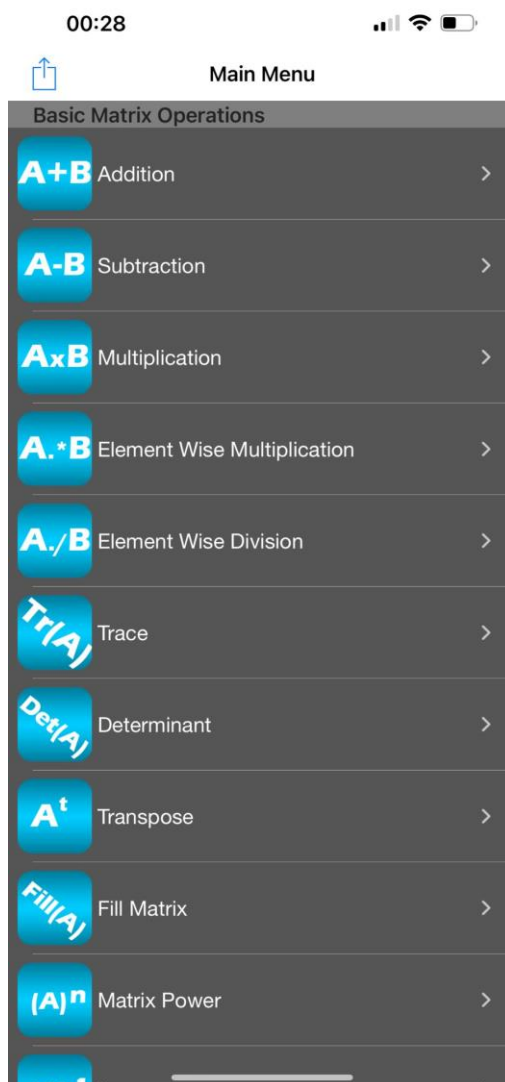 00:28
Main Menu
Basic Matrix Operations
A+B Addition
A-B Subtraction
AxB Multiplication
A.*B Element Wise Multiplication
A./B Element Wise Division
Tr(A) Trace
Det(A) Determinant
Aᵗ Transpose
Fill(A) Fill Matrix
(A)ⁿ Matrix Power